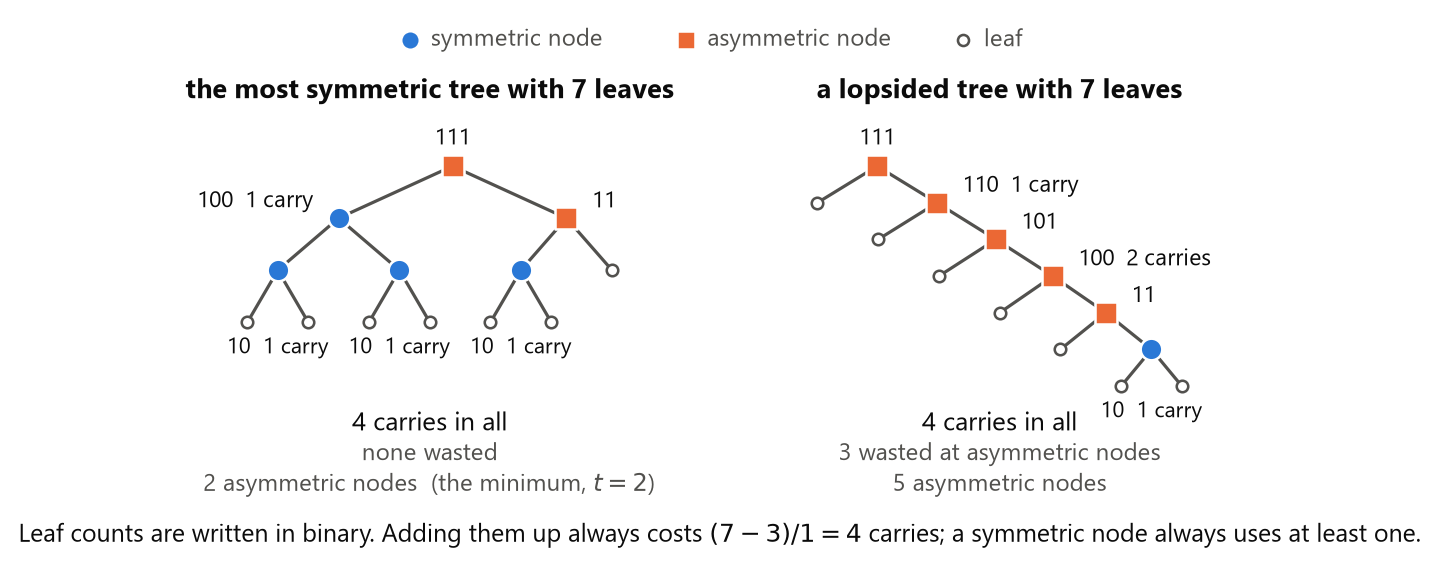 symmetric node
asymmetric node
leaf
the most symmetric tree with 7 leaves
a lopsided tree with 7 leaves
111
100 1 carry
11
10 1 carry
10 1 carry
10 1 carry
4 carries in all
none wasted
2 asymmetric nodes (the minimum, t = 2)
111
110 1 carry
101
100 2 carries
11
10 1 carry
4 carries in all
3 wasted at asymmetric nodes
5 asymmetric nodes
Leaf counts are written in binary. Adding them up always costs (7 − 3)/1 = 4 carries; a symmetric node always uses at least one.